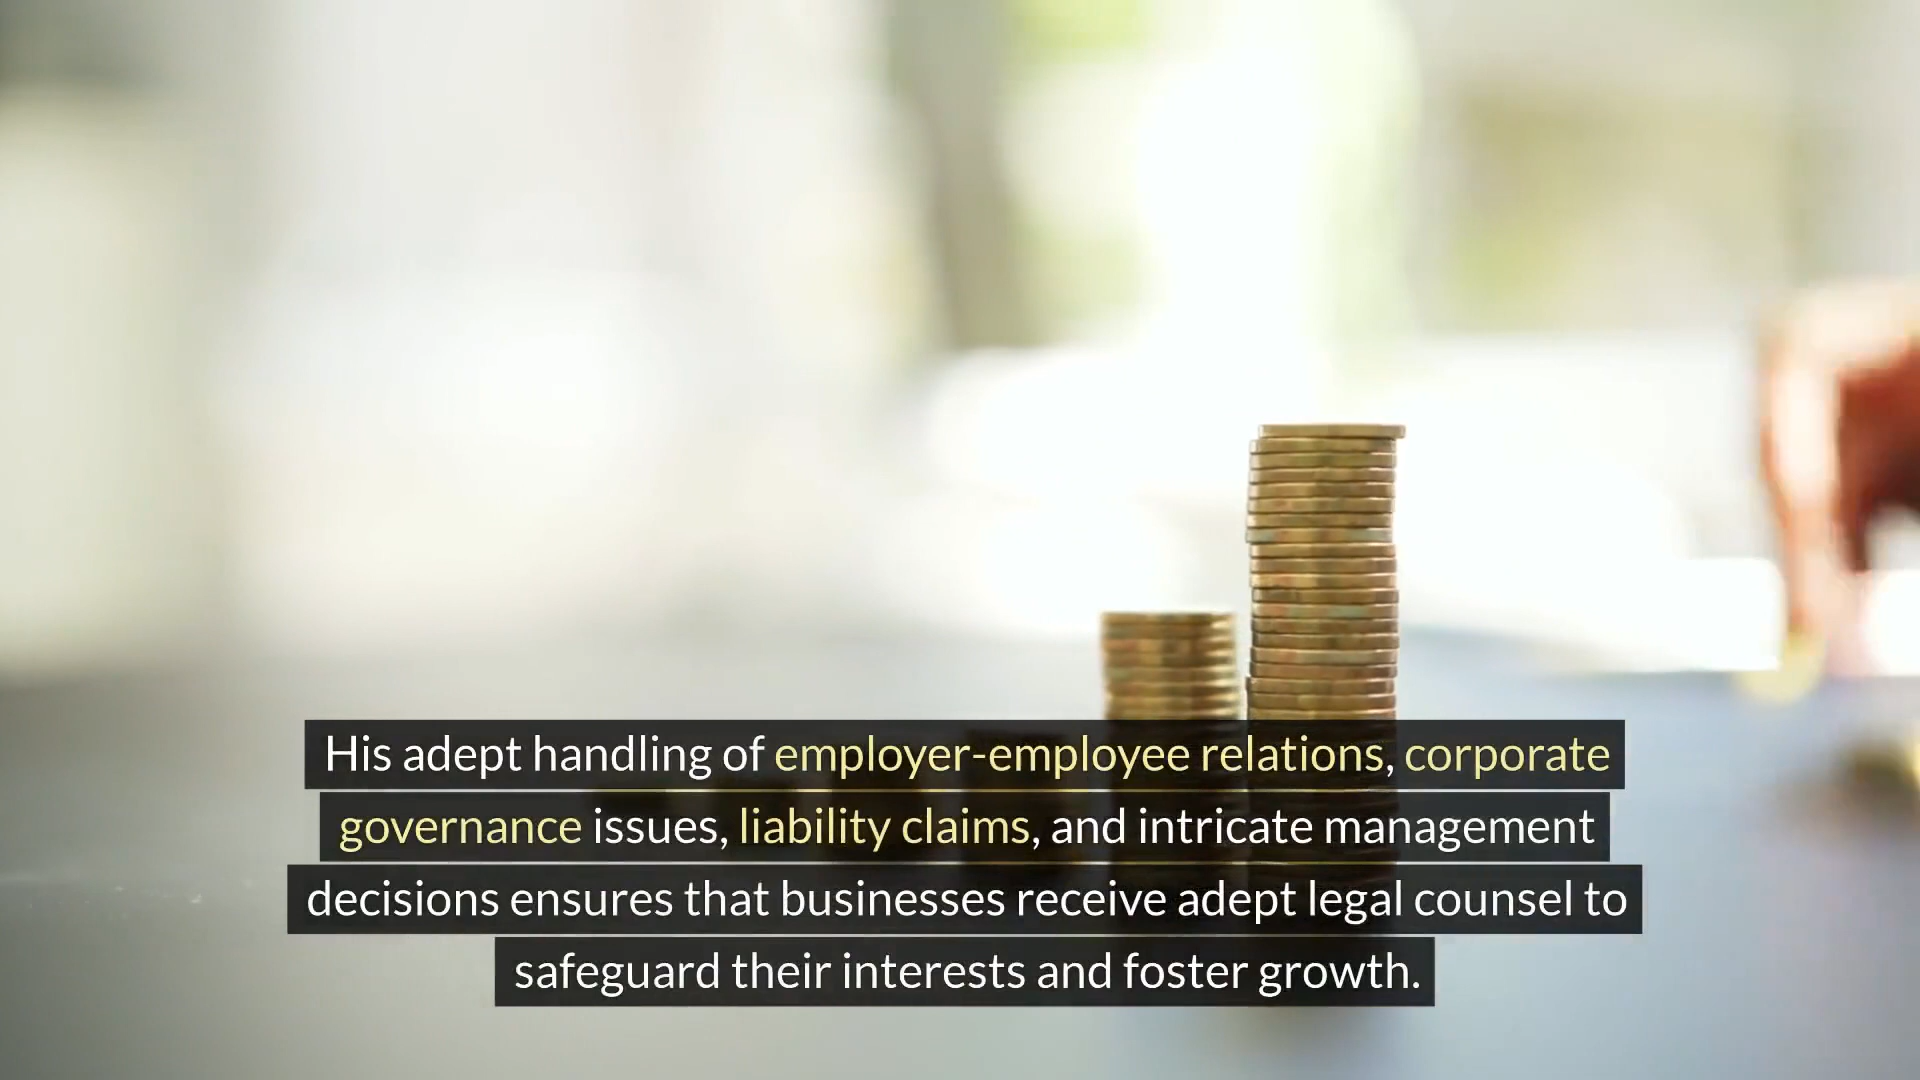 His adept handling of employer-employee relations, corporate
governance issues, liability claims, and intricate management
decisions ensures that businesses receive adept legal counsel to
safeguard their interests and foster growth.